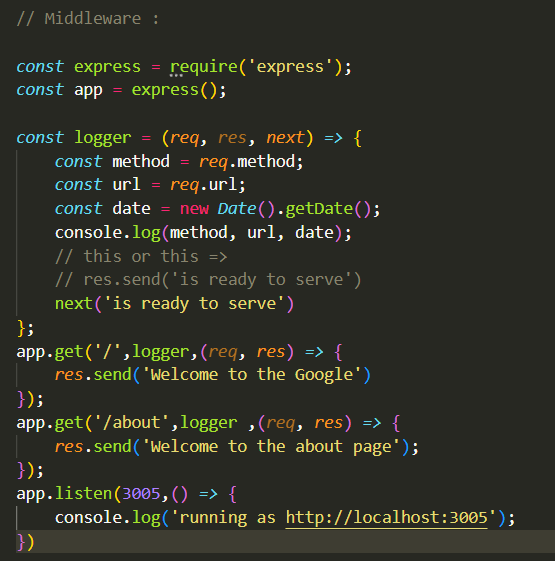 // Middleware :
const express = require('express');
const app = express();
const logger = (req, res, next) => {
const method = req.method;
const url = req.url;
const date = new Date().getDate();
console.log(method, url, date);
// this or this =>
// res.send('is ready to serve')
next('is ready to serve')
};
app.get('/',logger,(req, res) => {
res.send('Welcome to the Google')
});
app.get('/about',logger ,(req, res) => {
res.send('Welcome to the about page');
});
app.listen(3005,() => {
console.log('running as http://localhost:3005');
})